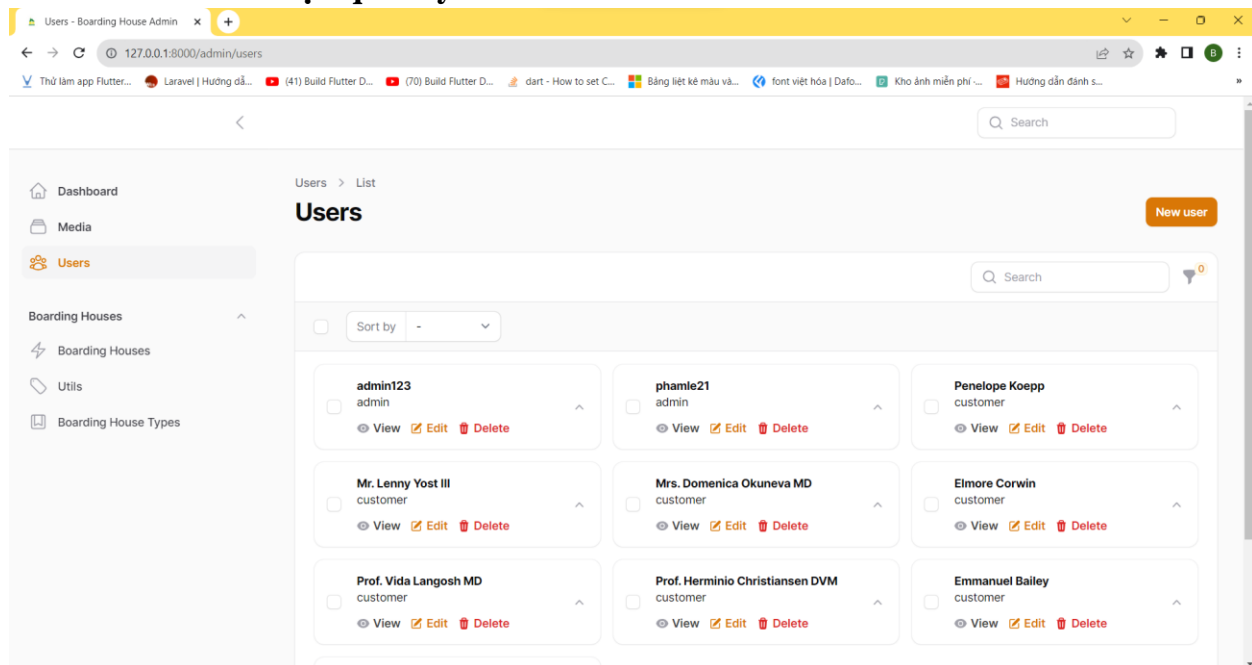 Users - Boarding House Admin
127.0.0.1:8000/admin/users
Thử làm app Flutter... Laravel | Hướng dẫ... (41) Build Flutter D... (70) Build Flutter D... dart - How to set C... Bảng liệt kê màu và... font việt hóa | Dafo... Kho ảnh miễn phí -... Hướng dẫn đánh s... »
Search
Dashboard
Media
Users
Boarding Houses
Boarding Houses
Utils
Boarding House Types
Users > List
Users
New user
Search 0
Sort by -
admin123
admin
View Edit Delete
phamle21
admin
View Edit Delete
Penelope Koepp
customer
View Edit Delete
Mr. Lenny Yost III
customer
View Edit Delete
Mrs. Domenica Okuneva MD
customer
View Edit Delete
Elmore Corwin
customer
View Edit Delete
Prof. Vida Langosh MD
customer
View Edit Delete
Prof. Herminio Christiansen DVM
customer
View Edit Delete
Emmanuel Bailey
customer
View Edit Delete